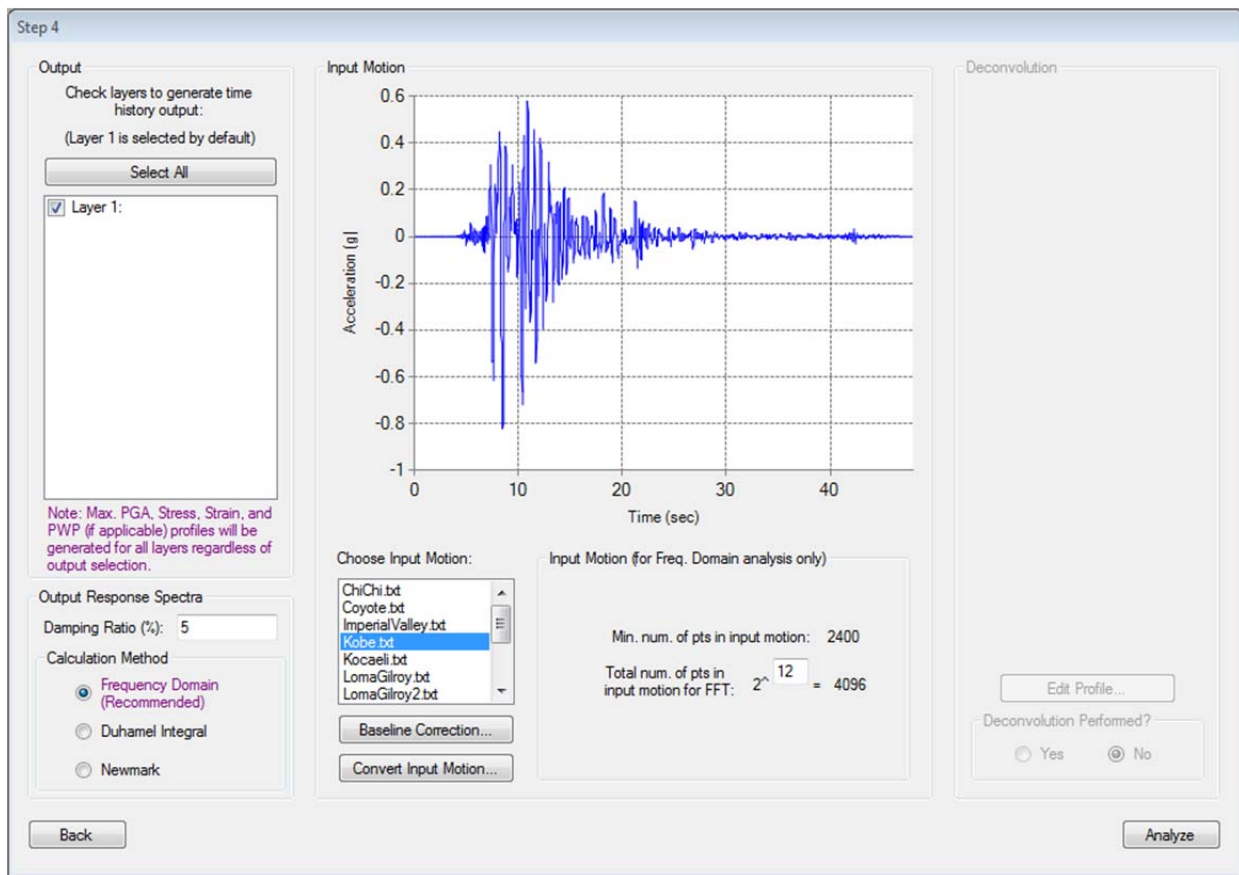 Step 4
Output
Check layers to generate time
history output:
(Layer 1 is selected by default)
Select All
Layer 1:
Note: Max. PGA, Stress, Strain, and
PWP (if applicable) profiles will be
generated for all layers regardless of
output selection.
Output Response Spectra
Damping Ratio (%): 5
Calculation Method
Frequency Domain
(Recommended)
Duhamel Integral
Newmark
Back
Input Motion
Acceleration [g]
0.6
0.4
0.2
0
-0.2
-0.4
-0.6
-0.8
-1
0 10 20 30 40
Time (sec)
Choose Input Motion:
ChiChi.txt
Coyote.txt
ImperialValley.txt
Kobe.txt
Kocaeli.txt
LomaGilroy.txt
LomaGilroy2.txt
Baseline Correction...
Convert Input Motion...
Input Motion (for Freq. Domain analysis only)
Min. num. of pts in input motion: 2400
Total num. of pts in
input motion for FFT: 2^ 12 = 4096
Deconvolution
Edit Profile...
Deconvolution Performed?
Yes No
Analyze